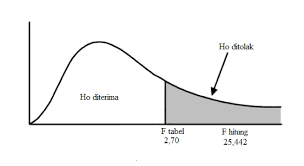 Ho ditolak
Ho diterima
F tabel
2,70
F hitung
25,442